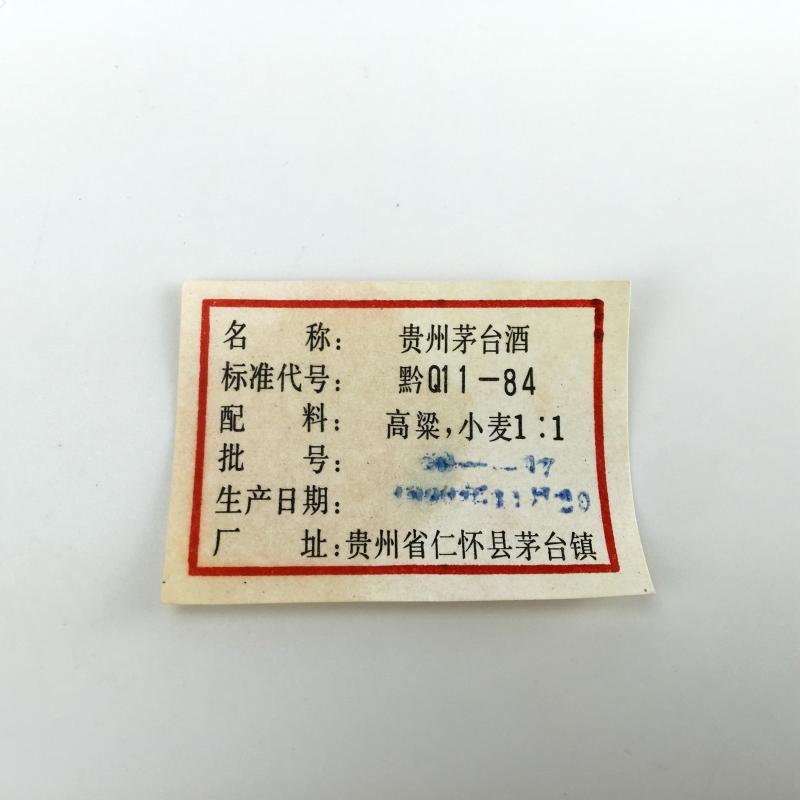 名 称： 贵州茅台酒
标准代号： 黔Q11-84
配 料： 高粱，小麦1：1
批 号：
生产日期：
厂 址：贵州省仁怀县茅台镇